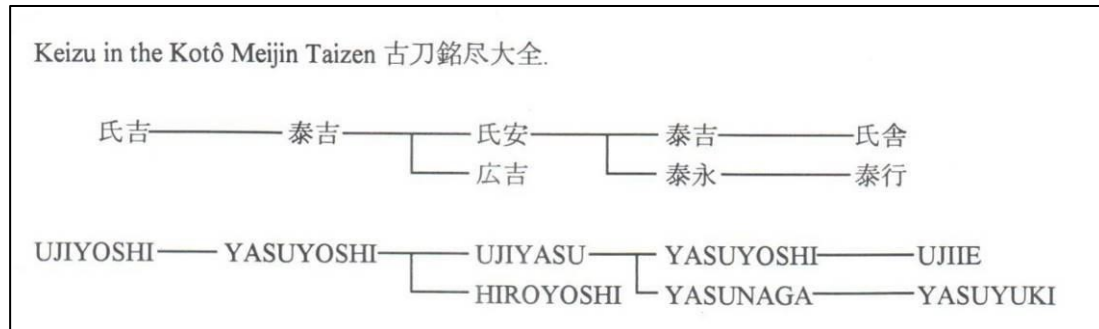 Keizu in the Kotô Meijin Taizen 古刀銘尽大全.
氏吉 泰吉 氏安 泰吉 氏舎
広吉 泰永 泰行
UJIYOSHI YASUYOSHI UJIYASU YASUYOSHI UJIIE
HIROYOSHI YASUNAGA YASUYUKI